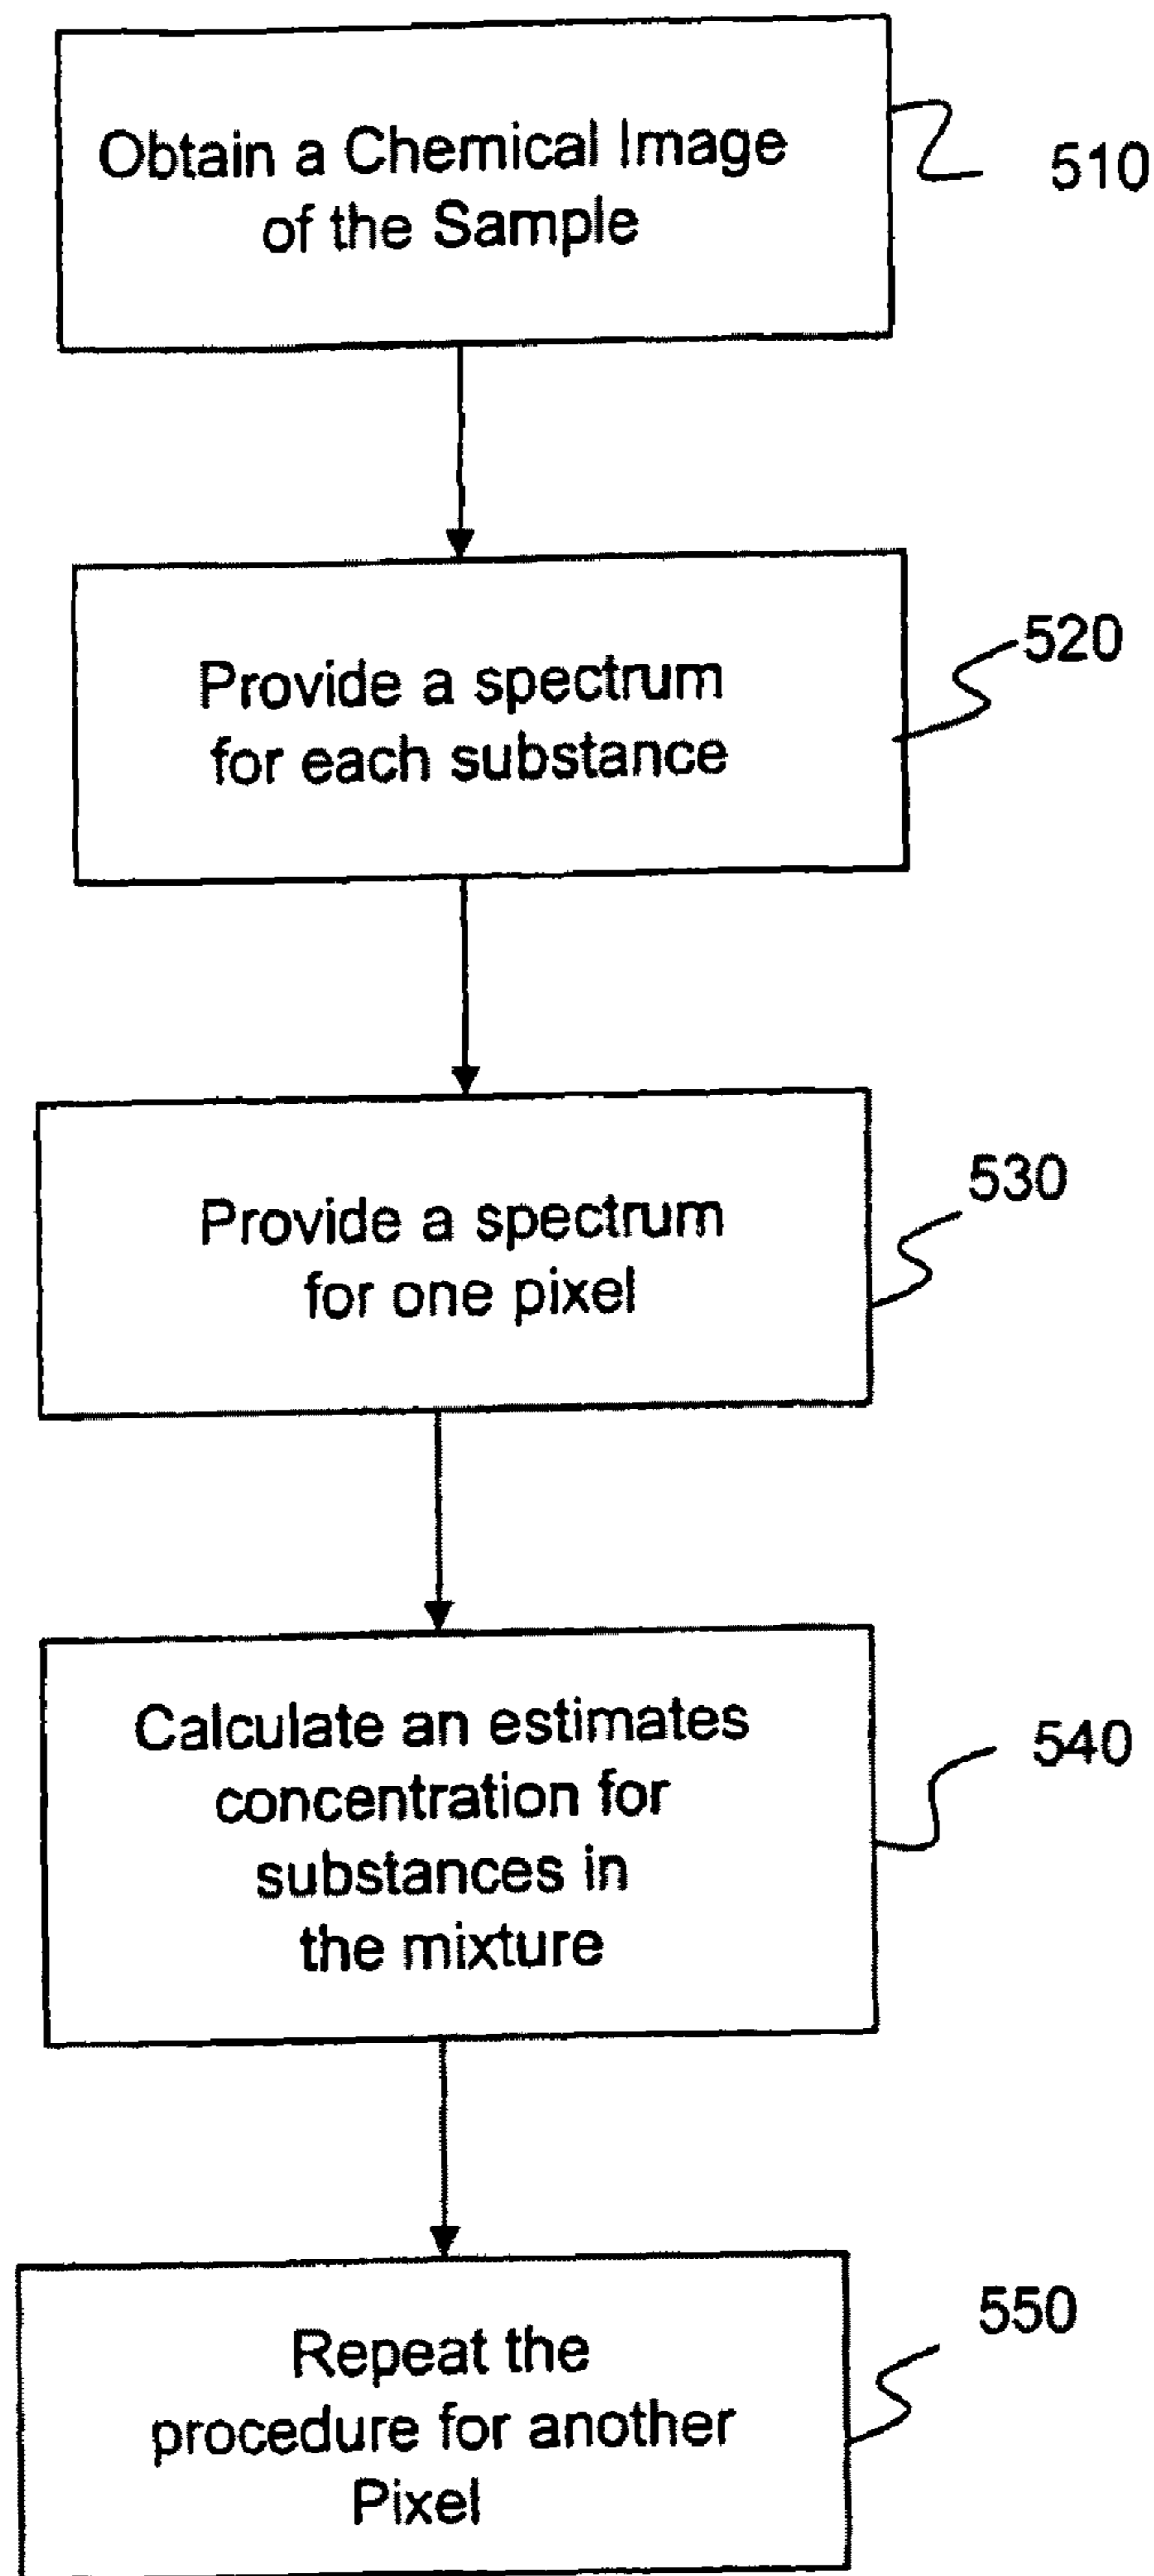 Obtain a Chemical Image
of the Sample
510
Provide a spectrum
for each substance
520
Provide a spectrum
for one pixel
530
Calculate an estimates
concentration for
substances in
the mixture
540
Repeat the
procedure for another
Pixel
550